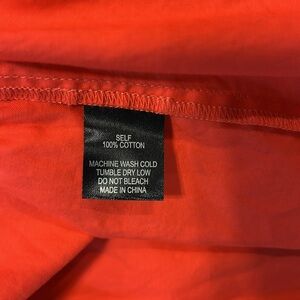 SELF
100% COTTON
MACHINE WASH COLD
TUMBLE DRY LOW
DO NOT BLEACH
MADE IN CHINA